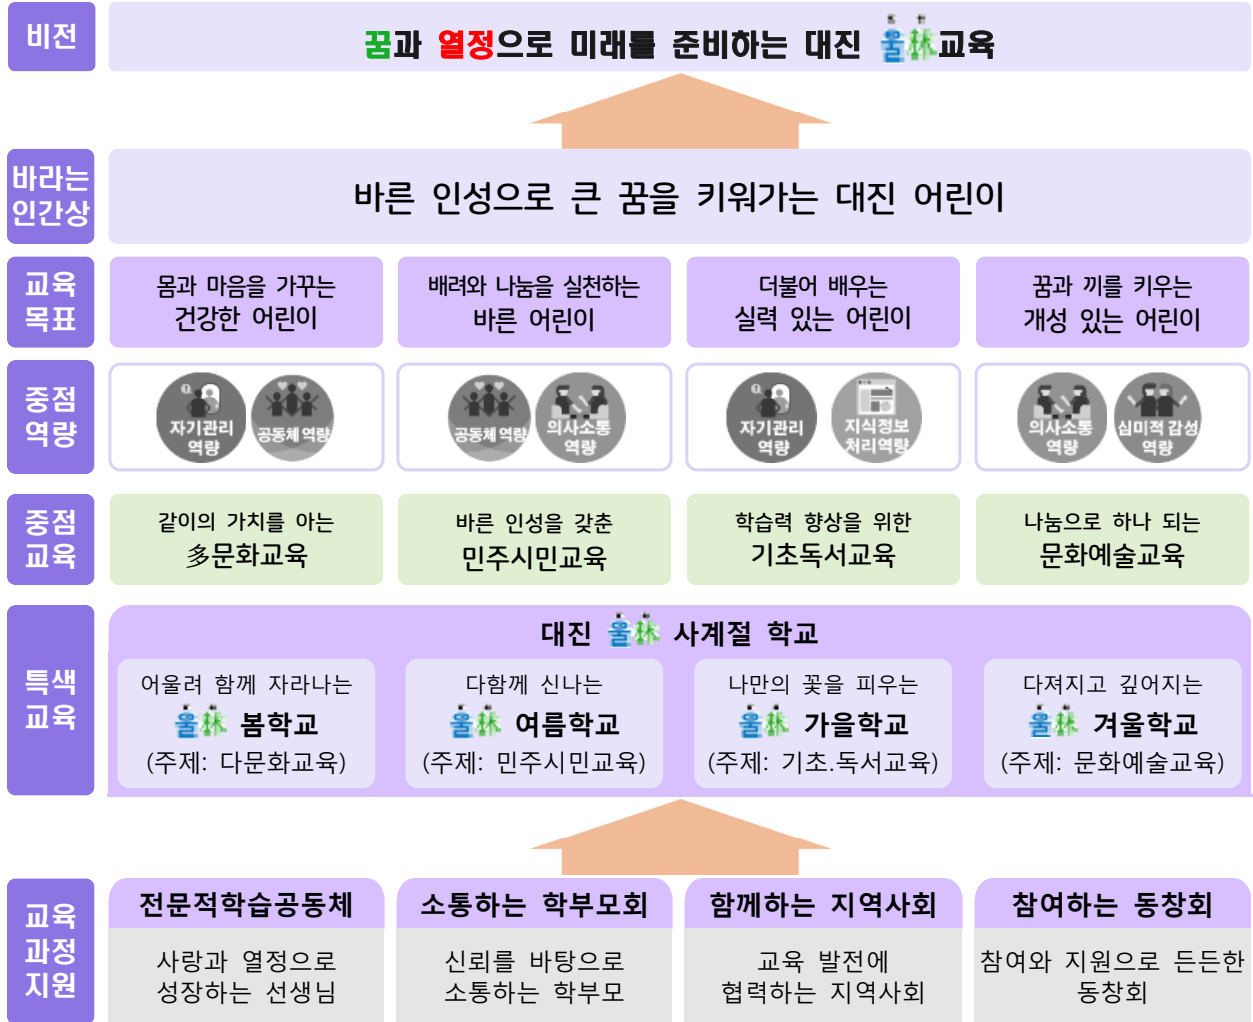 비전
꿈과 열정으로 미래를 준비하는 대진 울林교육
바라는
인간상
바른 인성으로 큰 꿈을 키워가는 대진 어린이
교육
목표
몸과 마음을 가꾸는
건강한 어린이
배려와 나눔을 실천하는
바른 어린이
더불어 배우는
실력 있는 어린이
꿈과 끼를 키우는
개성 있는 어린이
중점
역량
자기관리
역량
공동체 역량
공동체 역량
의사소통
역량
자기관리
역량
지식정보
처리역량
의사소통
역량
심미적 감성
역량
중점
교육
같이의 가치를 아는
多문화교육
바른 인성을 갖춘
민주시민교육
학습력 향상을 위한
기초독서교육
나눔으로 하나 되는
문화예술교육
특색
교육
대진 울林 사계절 학교
어울려 함께 자라나는
울林 봄학교
(주제: 다문화교육)
다함께 신나는
울林 여름학교
(주제: 민주시민교육)
나만의 꽃을 피우는
울林 가을학교
(주제: 기초.독서교육)
다져지고 깊어지는
울林 겨울학교
(주제: 문화예술교육)
교육
과정
지원
전문적학습공동체
사랑과 열정으로
성장하는 선생님
소통하는 학부모회
신뢰를 바탕으로
소통하는 학부모
함께하는 지역사회
교육 발전에
협력하는 지역사회
참여하는 동창회
참여와 지원으로 든든한
동창회